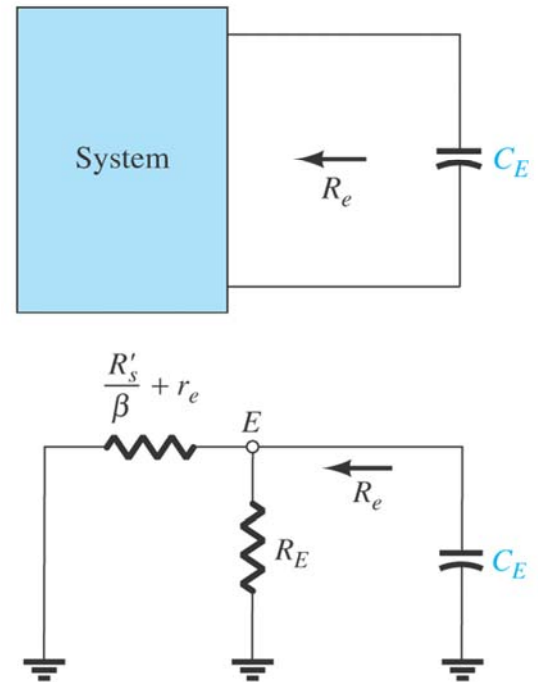 System
R_e
C_E
R'_s/β + r_e
E
R_e
R_E
C_E